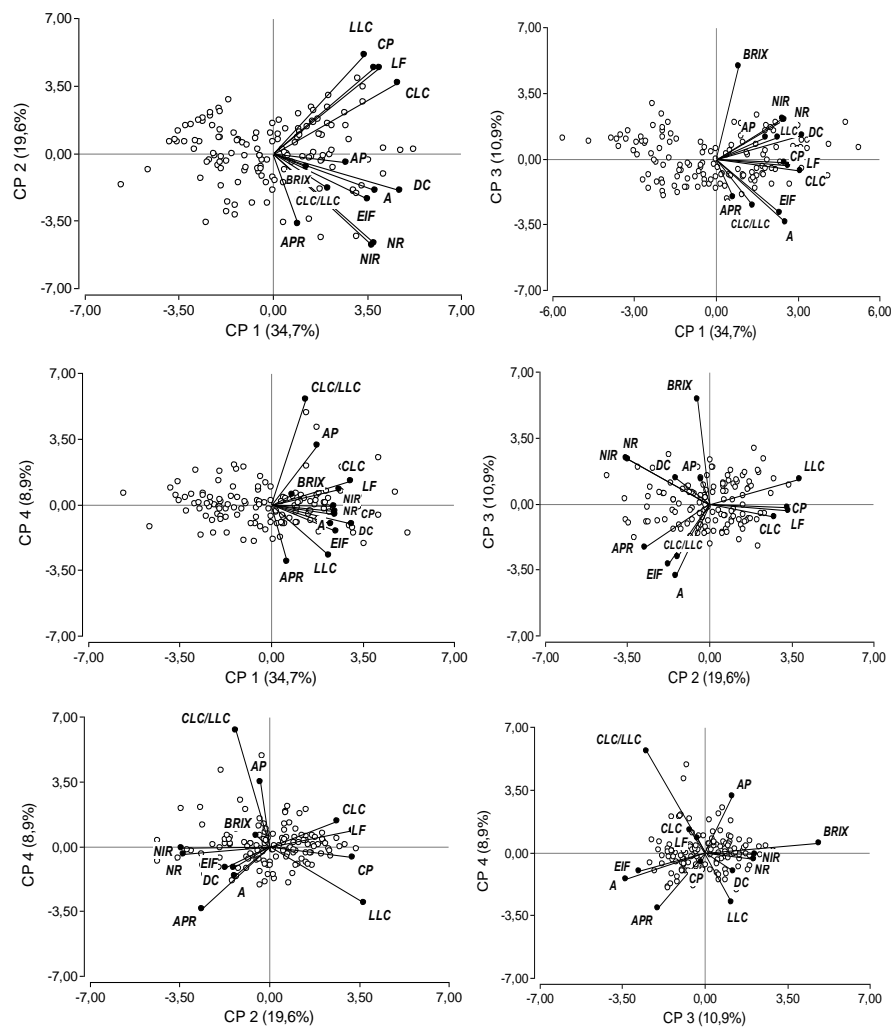 7,00
LLC
CP
LF
CLC
3,50
0,00
AP
BRIX
DC
A
CLC/LLC
EIF
-3,50
APR
NR
NIR
-7,00
-7,00 -3,50 0,00 3,50 7,00
CP 1 (34,7%)
CP 2 (19,6%)
7,00
BRIX
3,50
NIR
NR
AP
LLC
DC
0,00
CP
LF
CLC
APR
EIF
CLC/LLC
A
-3,50
-7,00
-6,00 -3,00 0,00 3,00 6,00
CP 1 (34,7%)
CP 3 (10,9%)
7,00
CLC/LLC
AP
3,50
CLC
BRIX
LF
NIR
0,00
NR
CP
A
DC
EIF
LLC
APR
-3,50
-7,00
-7,00 -3,50 0,00 3,50 7,00
CP 1 (34,7%)
CP 4 (8,9%)
7,00
BRIX
3,50
NR
NIR
DC
AP
LLC
0,00
CP
LF
CLC
APR
CLC/LLC
EIF
A
-3,50
-7,00
-7,00 -3,50 0,00 3,50 7,00
CP 2 (19,6%)
CP 3 (10,9%)
7,00
CLC/LLC
AP
3,50
CLC
BRIX
LF
0,00
NIR
NR
EIF
CP
DC
A
APR
LLC
-3,50
-7,00
-7,00 -3,50 0,00 3,50 7,00
CP 2 (19,6%)
CP 4 (8,9%)
7,00
CLC/LLC
AP
3,50
CLC
BRIX
LF
0,00
NIR
EIF
NR
A
CP
DC
APR
LLC
-3,50
-7,00
-7,00 -3,50 0,00 3,50 7,00
CP 3 (10,9%)
CP 4 (8,9%)